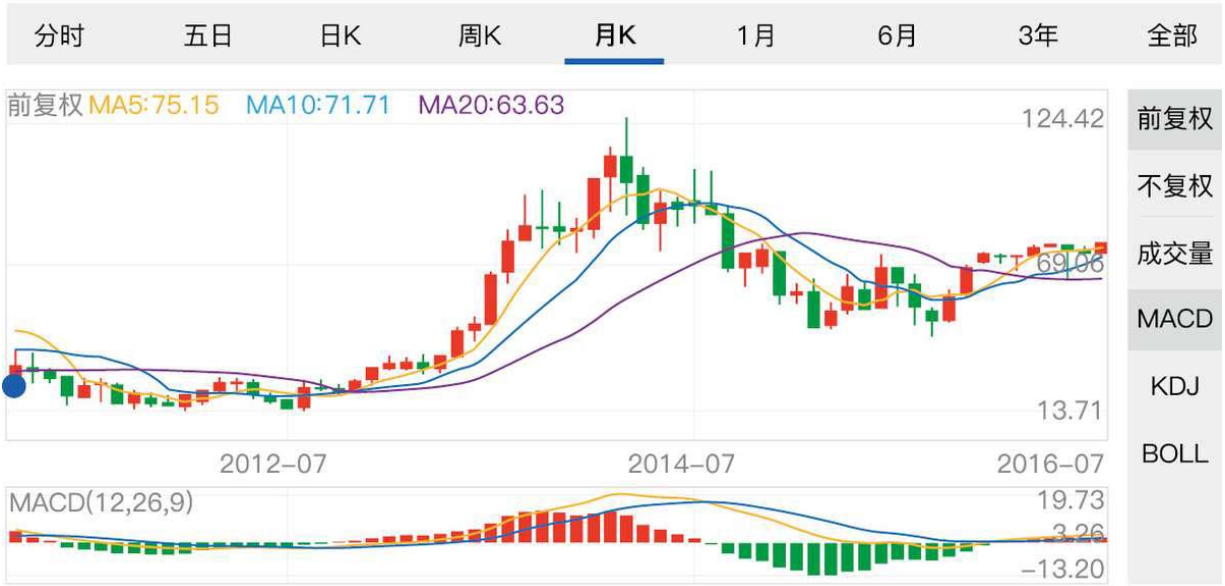 分时 五日 日K 周K 月K 1月 6月 3年 全部
前复权 MA5:75.15 MA10:71.71 MA20:63.63
124.42
前复权
不复权
成交量
69.06
MACD
KDJ
13.71
BOLL
2012-07 2014-07 2016-07
MACD(12,26,9)
19.73
3.26
-13.20